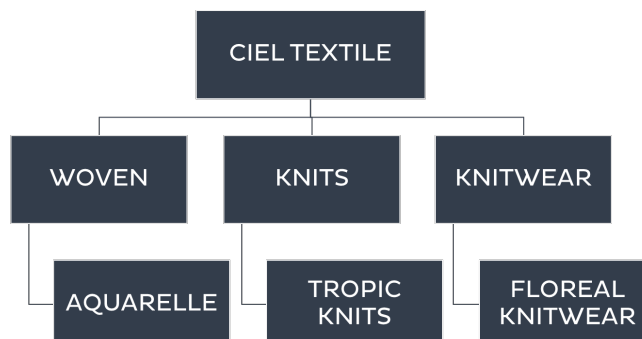 CIEL TEXTILE
WOVEN
KNITS
KNITWEAR
AQUARELLE
TROPIC
KNITS
FLOREAL
KNITWEAR